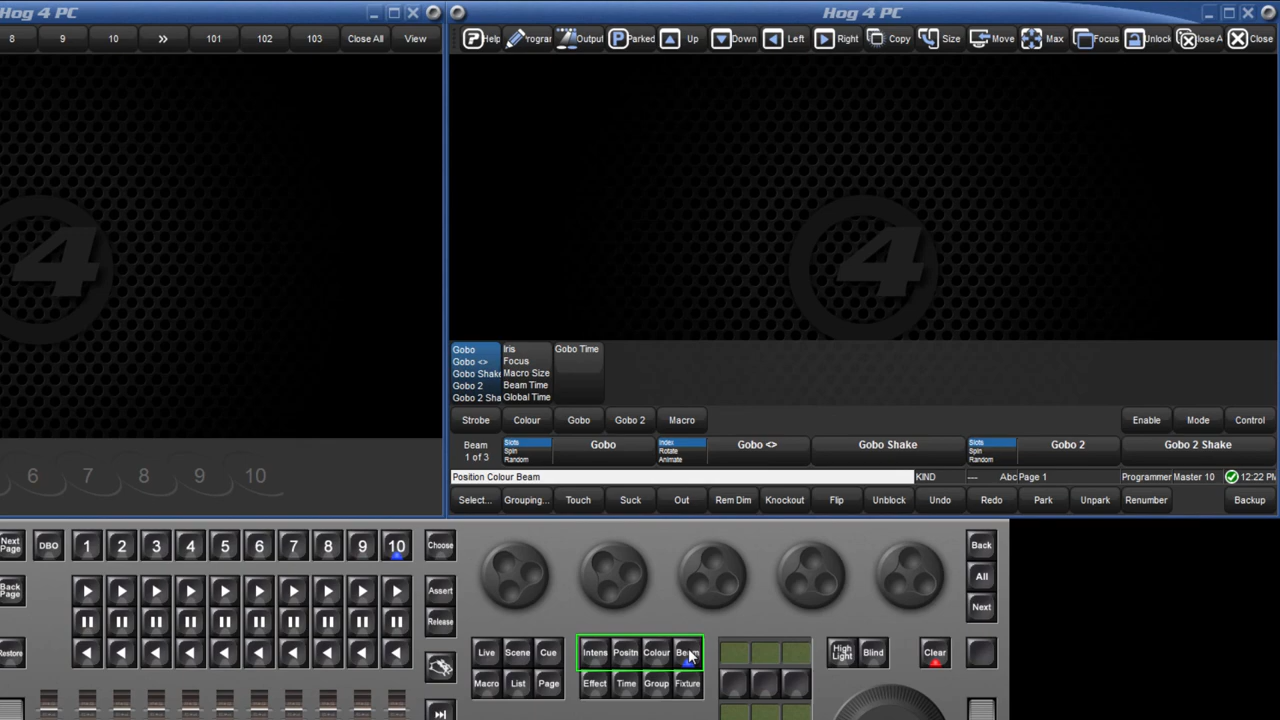 Hog 4 PC
Hog 4 PC
8 9 10 101 102 103 Close All View
Help Progran Output Parked Up Down Left Right Copy Size Move Max Focus Unlock lose A Close
4
4
Gobo
Gobo <>
Gobo Shake
Gobo 2
Gobo 2 Sha
Iris
Focus
Macro Size
Beam Time
Global Time
Gobo Time
Strobe Colour Gobo Gobo 2 Macro Enable Mode Control
Beam
1 of 3
Slots
Spin
Random
Gobo
Index
Rotate
Animate
Gobo <>
Gobo Shake
Slots
Spin
Random
Gobo 2
Gobo 2 Shake
6 7 8 9 10
Position Colour Beam KIND --- Abc Page 1 Programmer Master 10 12:22 PM
Select... Grouping... Touch Suck Out Rem Dim Knockout Flip Unblock Undo Redo Park Unpark Renumber Backup
Next
Page
DBO 1 2 3 4 5 6 7 8 9 10 Choose
Back
Page
Assert
Release
Restore
Back
All
Next
Live Scene Cue
Macro List Page
Intens Positn Colour Beam
Effect Time Group Fixture
High
Light
Blind
Clear